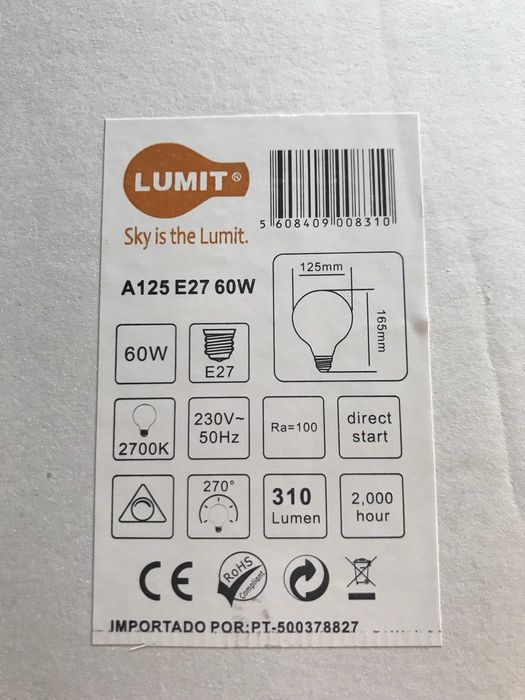 LUMIT®
Sky is the Lumit.
5 608409 008310
A125 E27 60W
125mm
165mm
60W
E27
2700K
230V~
50Hz
Ra=100
direct
start
270°
310
Lumen
2,000
hour
CE
RoHS
Compliant
IMPORTADO POR:PT-500378827